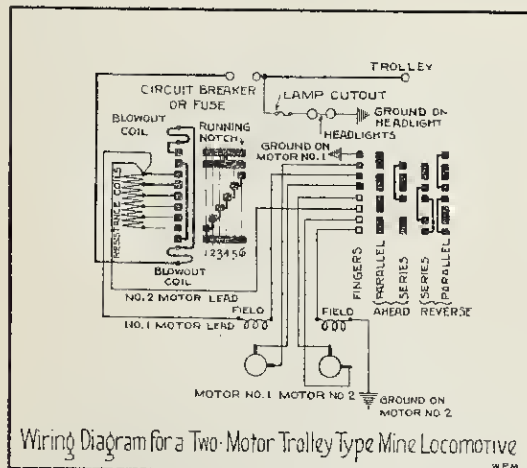 TROLLEY
CIRCUIT BREAKER
OR FUSE
LAMP CUTOUT
GROUND ON
HEADLIGHT
HEADLIGHTS
BLOWOUT
COIL
RUNNING
NOTCH
GROUND ON
MOTOR NO.1
RESISTANCE COILS
123456
BLOWOUT
COIL
NO.2 MOTOR LEAD
NO.1 MOTOR LEAD
FIELD
FIELD
FINGERS
PARALLEL
SERIES
SERIES
PARALLEL
AHEAD REVERSE
MOTOR NO.1 MOTOR NO 2
GROUND ON
MOTOR NO 2
Wiring Diagram for a Two-Motor Trolley Type Mine Locomotive